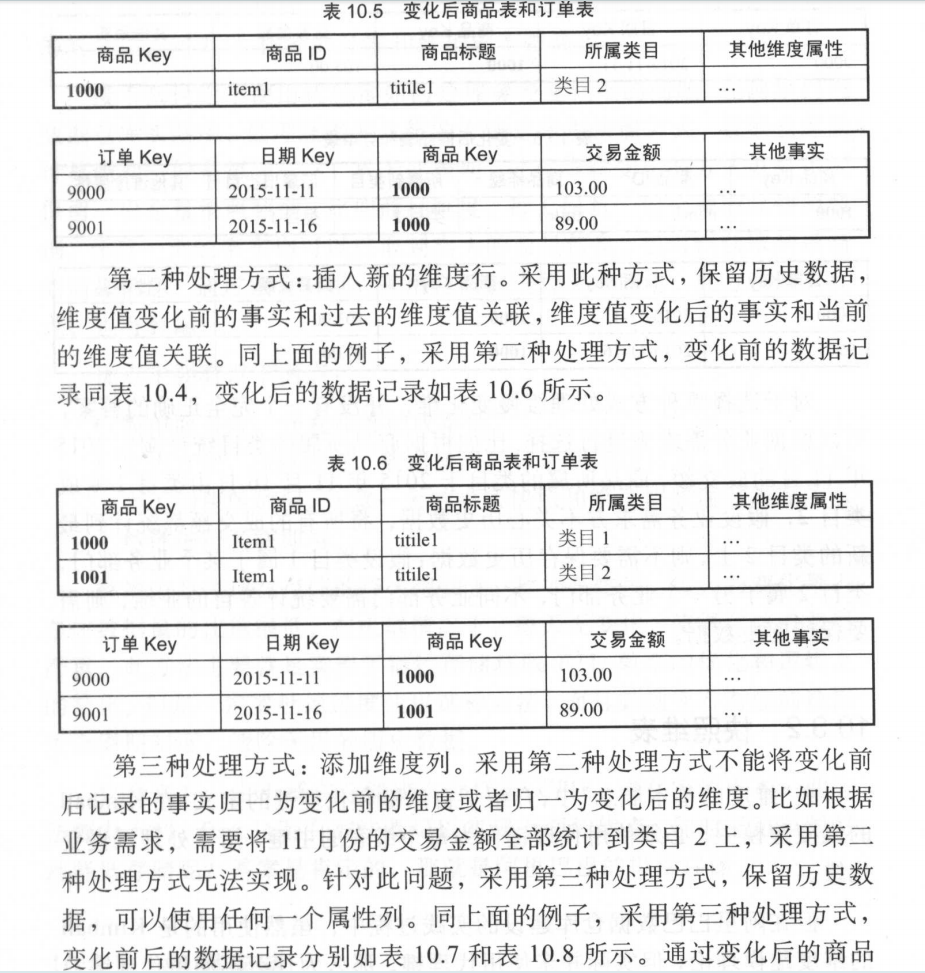 表 10.5 变化后商品表和订单表
商品 Key 商品 ID 商品标题 所属类目 其他维度属性
1000 item1 titile1 类目 2 …
订单 Key 日期 Key 商品 Key 交易金额 其他事实
9000 2015-11-11 1000 103.00 …
9001 2015-11-16 1000 89.00 …
第二种处理方式：插入新的维度行。采用此种方式，保留历史数据，
维度值变化前的事实和过去的维度值关联，维度值变化后的事实和当前
的维度值关联。同上面的例子，采用第二种处理方式，变化前的数据记
录同表 10.4，变化后的数据记录如表 10.6 所示。
表 10.6 变化后商品表和订单表
商品 Key 商品 ID 商品标题 所属类目 其他维度属性
1000 Item1 titile1 类目 1 …
1001 Item1 titile1 类目 2 …
订单 Key 日期 Key 商品 Key 交易金额 其他事实
9000 2015-11-11 1000 103.00 …
9001 2015-11-16 1001 89.00 …
第三种处理方式：添加维度列。采用第二种处理方式不能将变化前
后记录的事实归一为变化前的维度或者归一为变化后的维度。比如根据
业务需求，需要将 11 月份的交易金额全部统计到类目 2 上，采用第二
种处理方式无法实现。针对此问题，采用第三种处理方式，保留历史数
据，可以使用任何一个属性列。同上面的例子，采用第三种处理方式，
变化前后的数据记录分别如表 10.7 和表 10.8 所示。通过变化后的商品